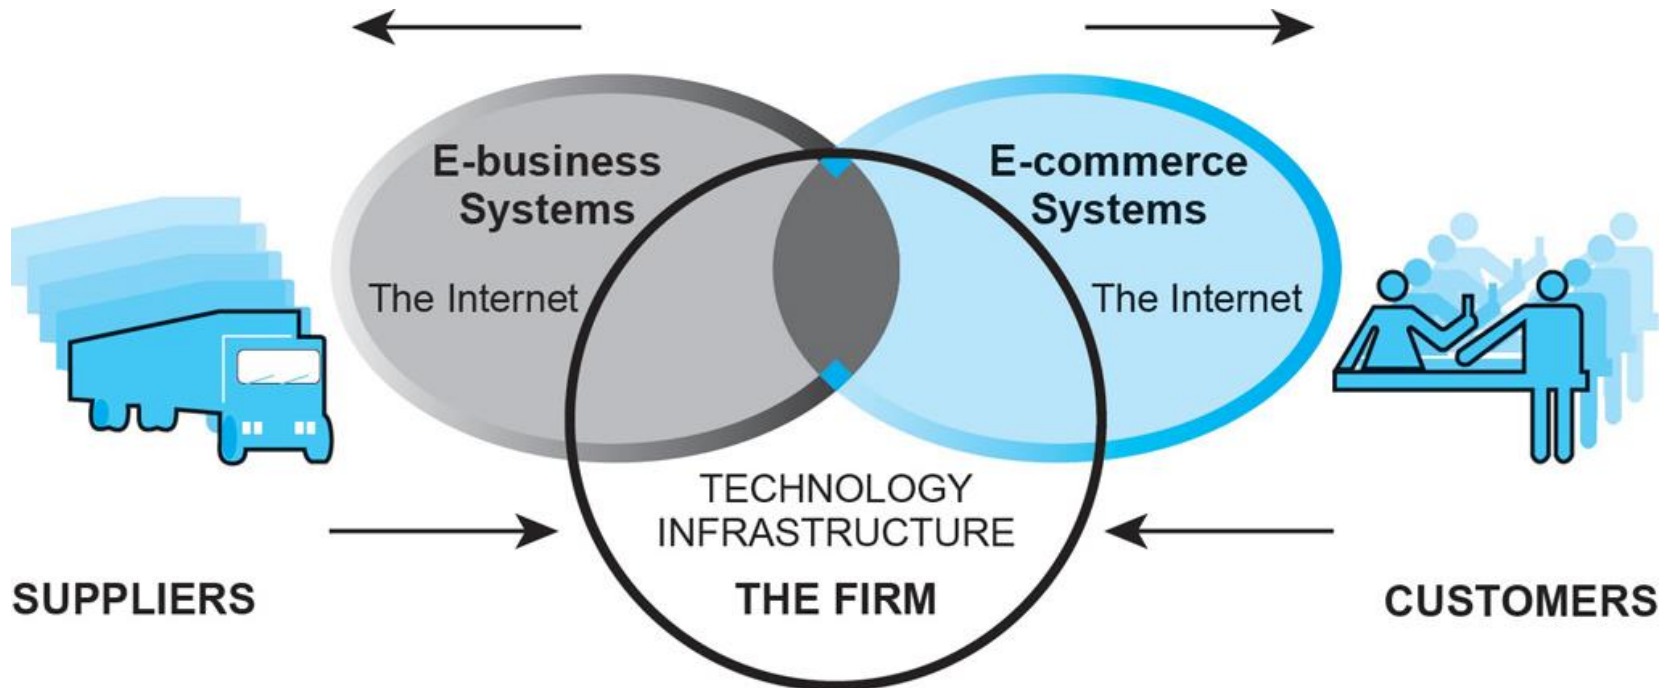 E-business
Systems
The Internet
E-commerce
Systems
The Internet
TECHNOLOGY
INFRASTRUCTURE
THE FIRM
SUPPLIERS
CUSTOMERS